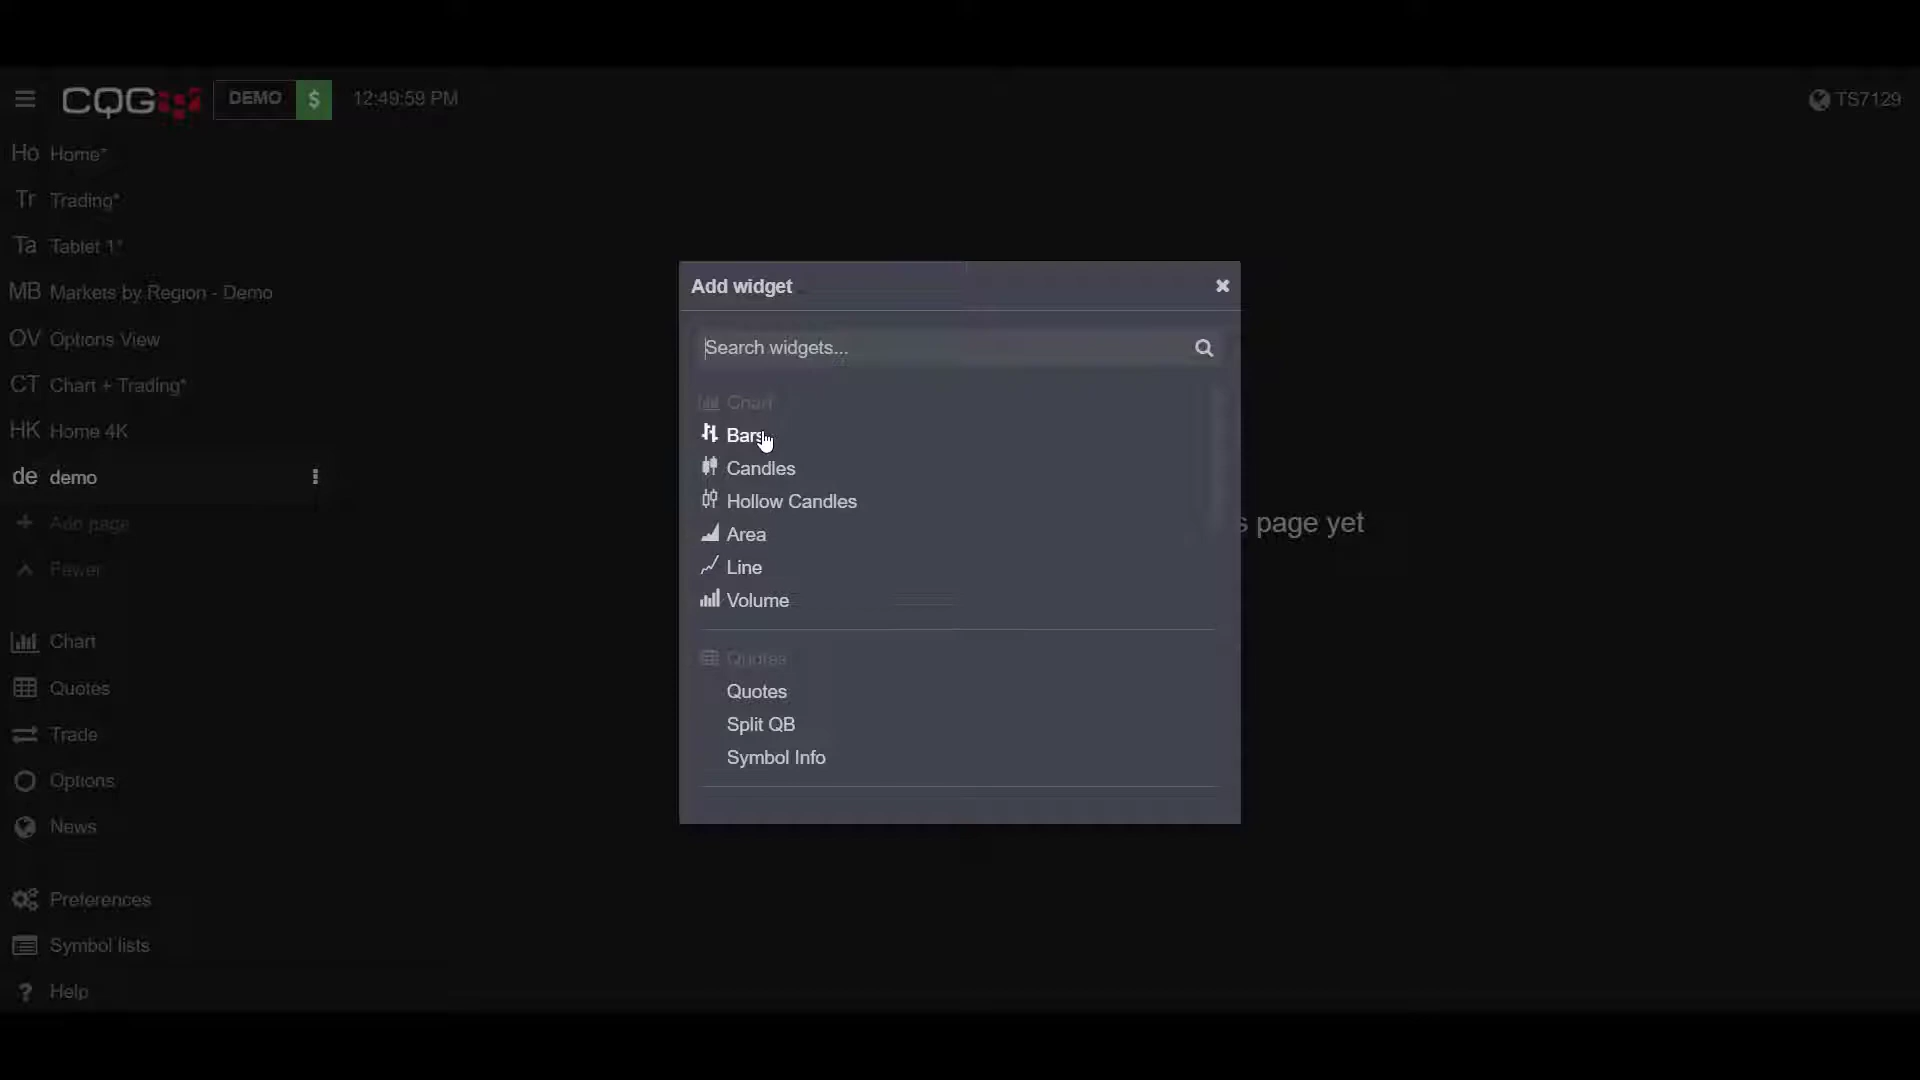 CQG
DEMO $ 12:49:59 PM
TS7129
Ho Home*
Tr Trading*
Ta Tablet 1*
MB Markets by Region - Demo
OV Options View
CT Chart + Trading*
HK Home 4K
de demo
+ Add page
Fewer
Chart
Quotes
Trade
Options
News
Preferences
Symbol lists
? Help
Add widget
Search widgets...
Chart
Bars
Candles
Hollow Candles
Area
Line
Volume
Quotes
Quotes
Split QB
Symbol Info
s page yet